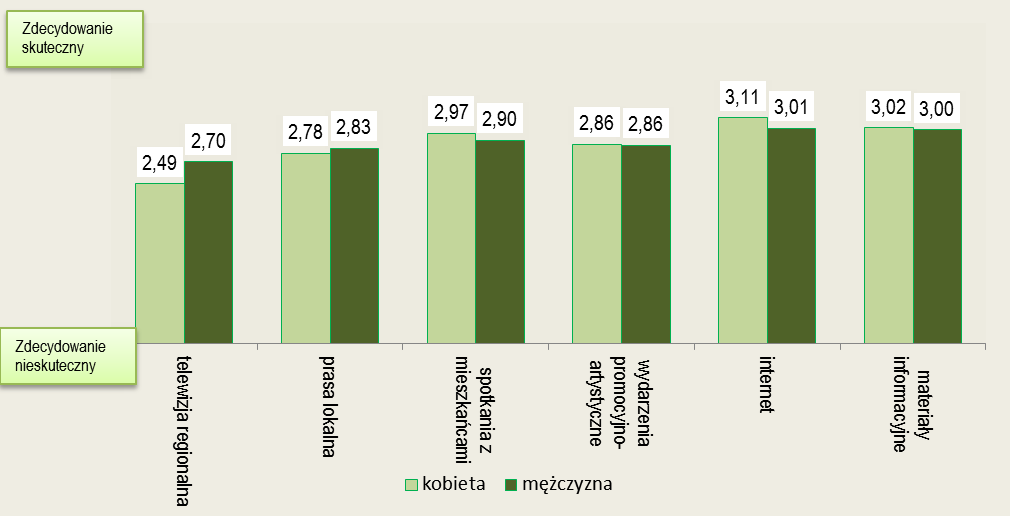 Zdecydowanie
skuteczny
2,49
2,70
2,78
2,83
2,97
2,90
2,86
2,86
3,11
3,01
3,02
3,00
Zdecydowanie
nieskuteczny
telewizja regionalna
prasa lokalna
spotkania z
mieszkańcami
wydarzenia
promocyjno-
artystyczne
internet
materiały
informacyjne
kobieta
mężczyzna